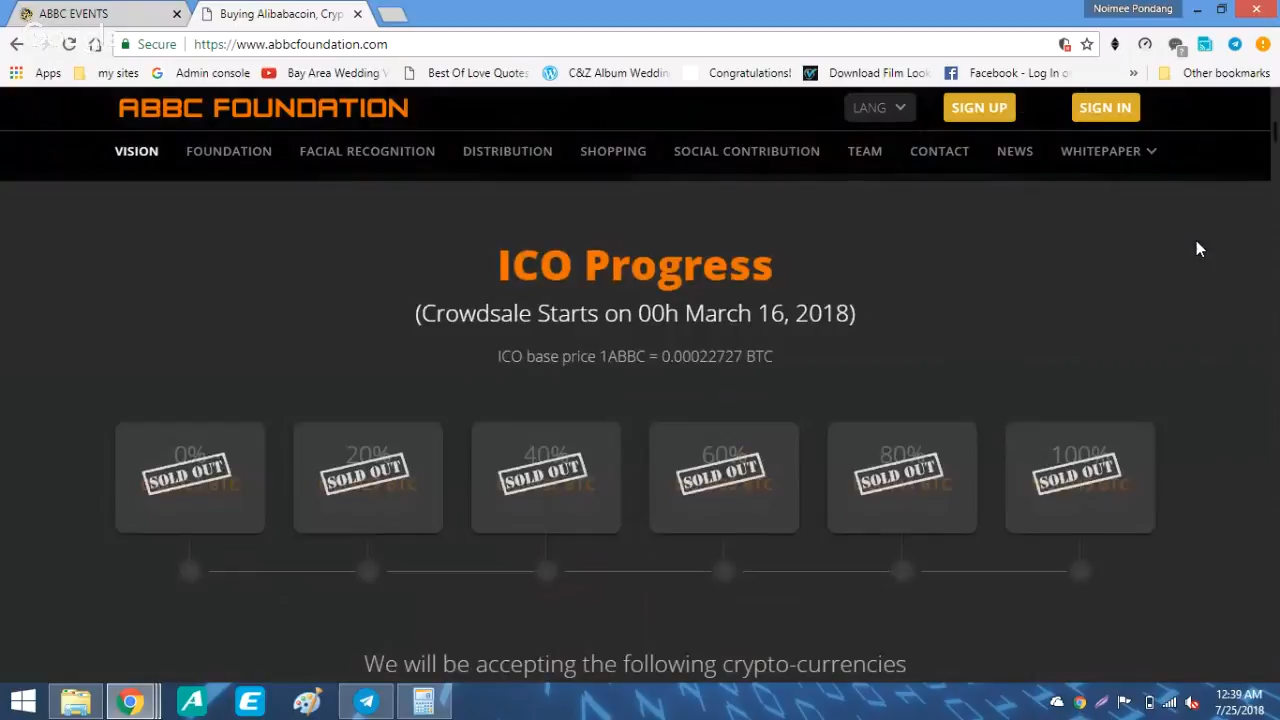 ABBC EVENTS
Buying Alibabacoin, Cryp
Noimee Pondang
Secure
https://www.abbcfoundation.com
Apps
my sites
Admin console
Bay Area Wedding
Best Of Love Quotes
C&Z Album Weddin
ongratulations!
Download Film Look
Facebook - Log In o
Other bookmarks
ABBC FOUNDATION
LANG
SIGN UP
SIGN IN
VISION
FOUNDATION
FACIAL RECOGNITION
DISTRIBUTION
SHOPPING
SOCIAL CONTRIBUTION
TEAM
CONTACT
NEWS
WHITEPAPER
ICO Progress
(Crowdsale Starts on 00h March 16, 2018)
ICO base price 1ABBC = 0.00022727 BTC
0%
SOLD OUT
20%
SOLD OUT
40%
SOLD OUT
60%
SOLD OUT
80%
SOLD OUT
100%
SOLD OUT
We will be accepting the following crypto-currencies
12:39 AM
7/25/2018